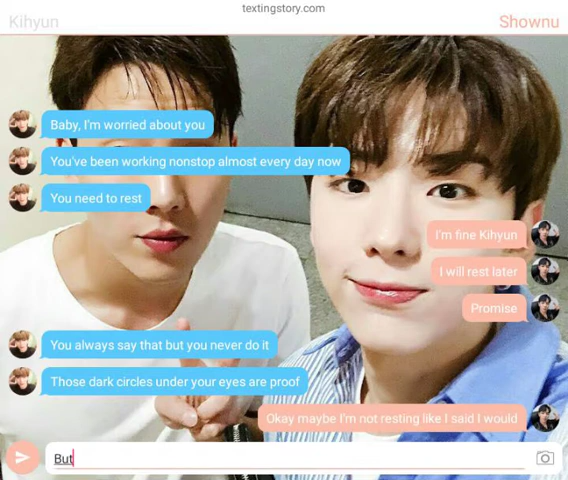 textingstory.com
Kihyun
Shownu
Baby, I'm worried about you
You've been working nonstop almost every day now
You need to rest
I'm fine Kihyun
I will rest later
Promise
You always say that but you never do it
Those dark circles under your eyes are proof
Okay maybe I'm not resting like I said I would
But